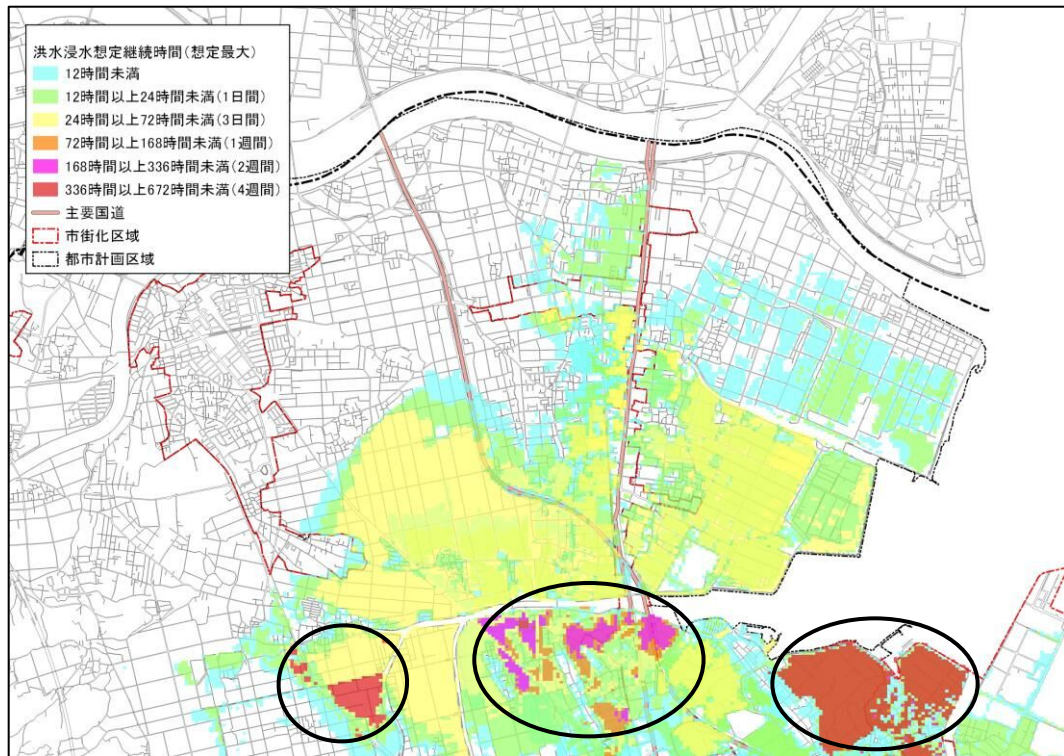 洪水浸水想定継続時間(想定最大)
12時間未満
12時間以上24時間未満(1日間)
24時間以上72時間未満(3日間)
72時間以上168時間未満(1週間)
168時間以上336時間未満(2週間)
336時間以上672時間未満(4週間)
主要国道
市街化区域
都市計画区域